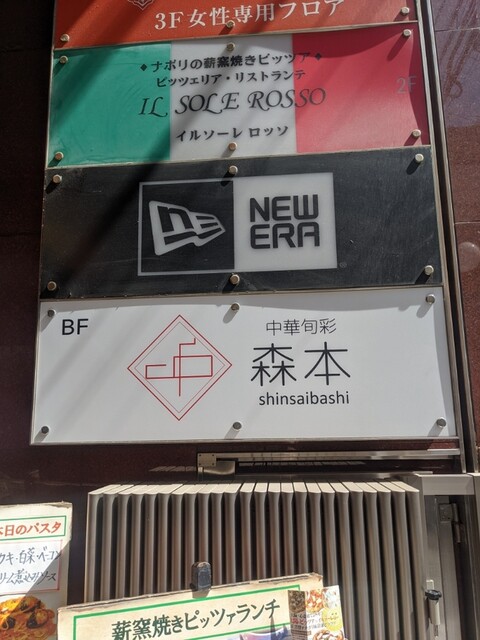 3F女性専用フロア
ナポリの薪窯焼きピッツア
ピッツェリア・リストランテ
IL SOLE ROSSO
2F
イルソーレ ロッソ
NEW
ERA
BF
中華旬彩
森本
shinsaibashi
本日のパスタ
薪窯焼きピッツァランチ